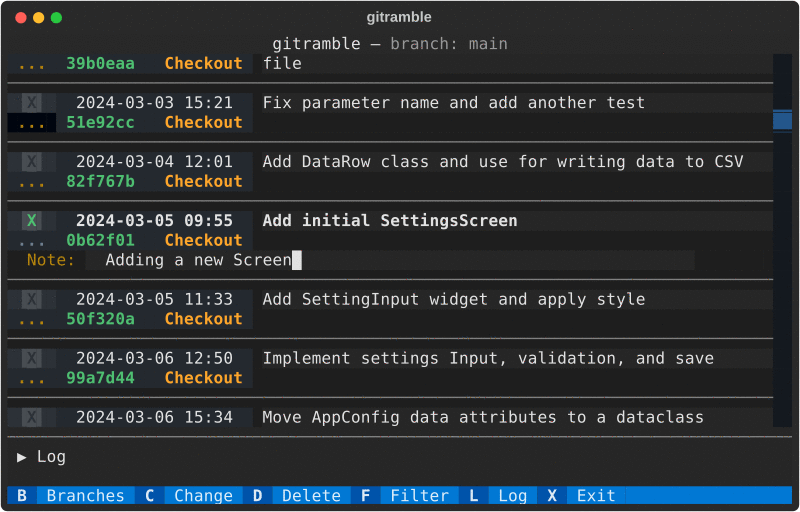 gitramble
gitramble — branch: main
... 39b0eaa Checkout file
X 2024-03-03 15:21 Fix parameter name and add another test
... 51e92cc Checkout
X 2024-03-04 12:01 Add DataRow class and use for writing data to CSV
... 82f767b Checkout
X 2024-03-05 09:55 Add initial SettingsScreen
... 0b62f01 Checkout
Note: Adding a new Screen
X 2024-03-05 11:33 Add SettingInput widget and apply style
... 50f320a Checkout
X 2024-03-06 12:50 Implement settings Input, validation, and save
... 99a7d44 Checkout
X 2024-03-06 15:34 Move AppConfig data attributes to a dataclass
▶ Log
B Branches C Change D Delete F Filter L Log X Exit